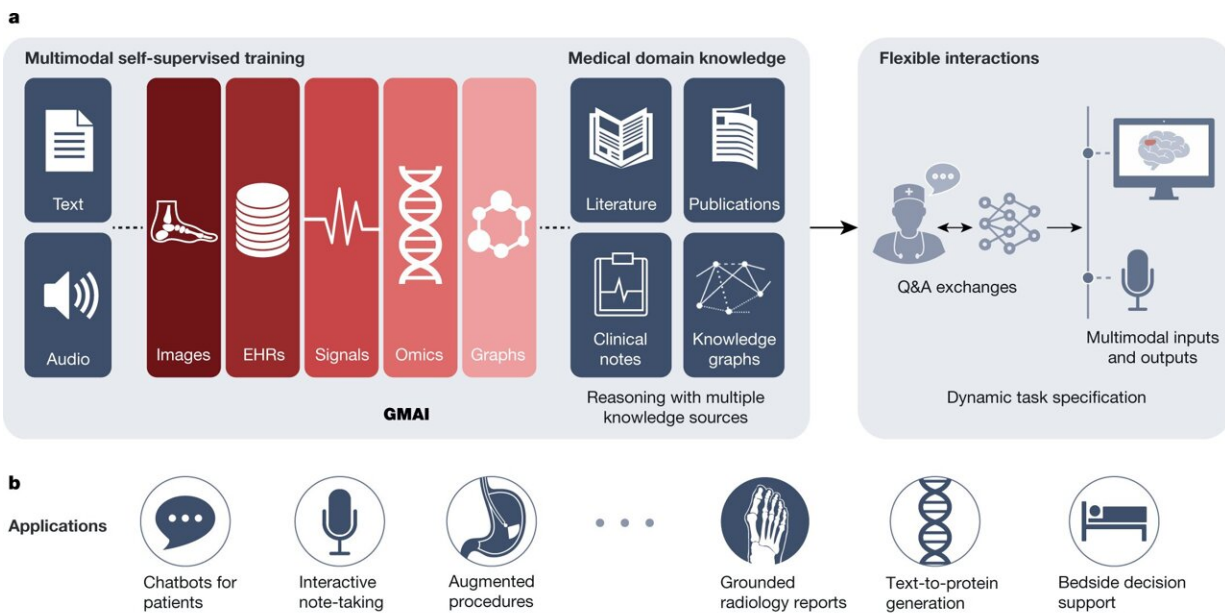 a
Multimodal self-supervised training
Medical domain knowledge
Flexible interactions
Text
Audio
Images
EHRs
Signals
Omics
Graphs
Literature
Publications
Clinical
notes
Knowledge
graphs
GMAI
Reasoning with multiple
knowledge sources
Q&A exchanges
Multimodal inputs
and outputs
Dynamic task specification
b
Applications
Chatbots for
patients
Interactive
note-taking
Augmented
procedures
Grounded
radiology reports
Text-to-protein
generation
Bedside decision
support